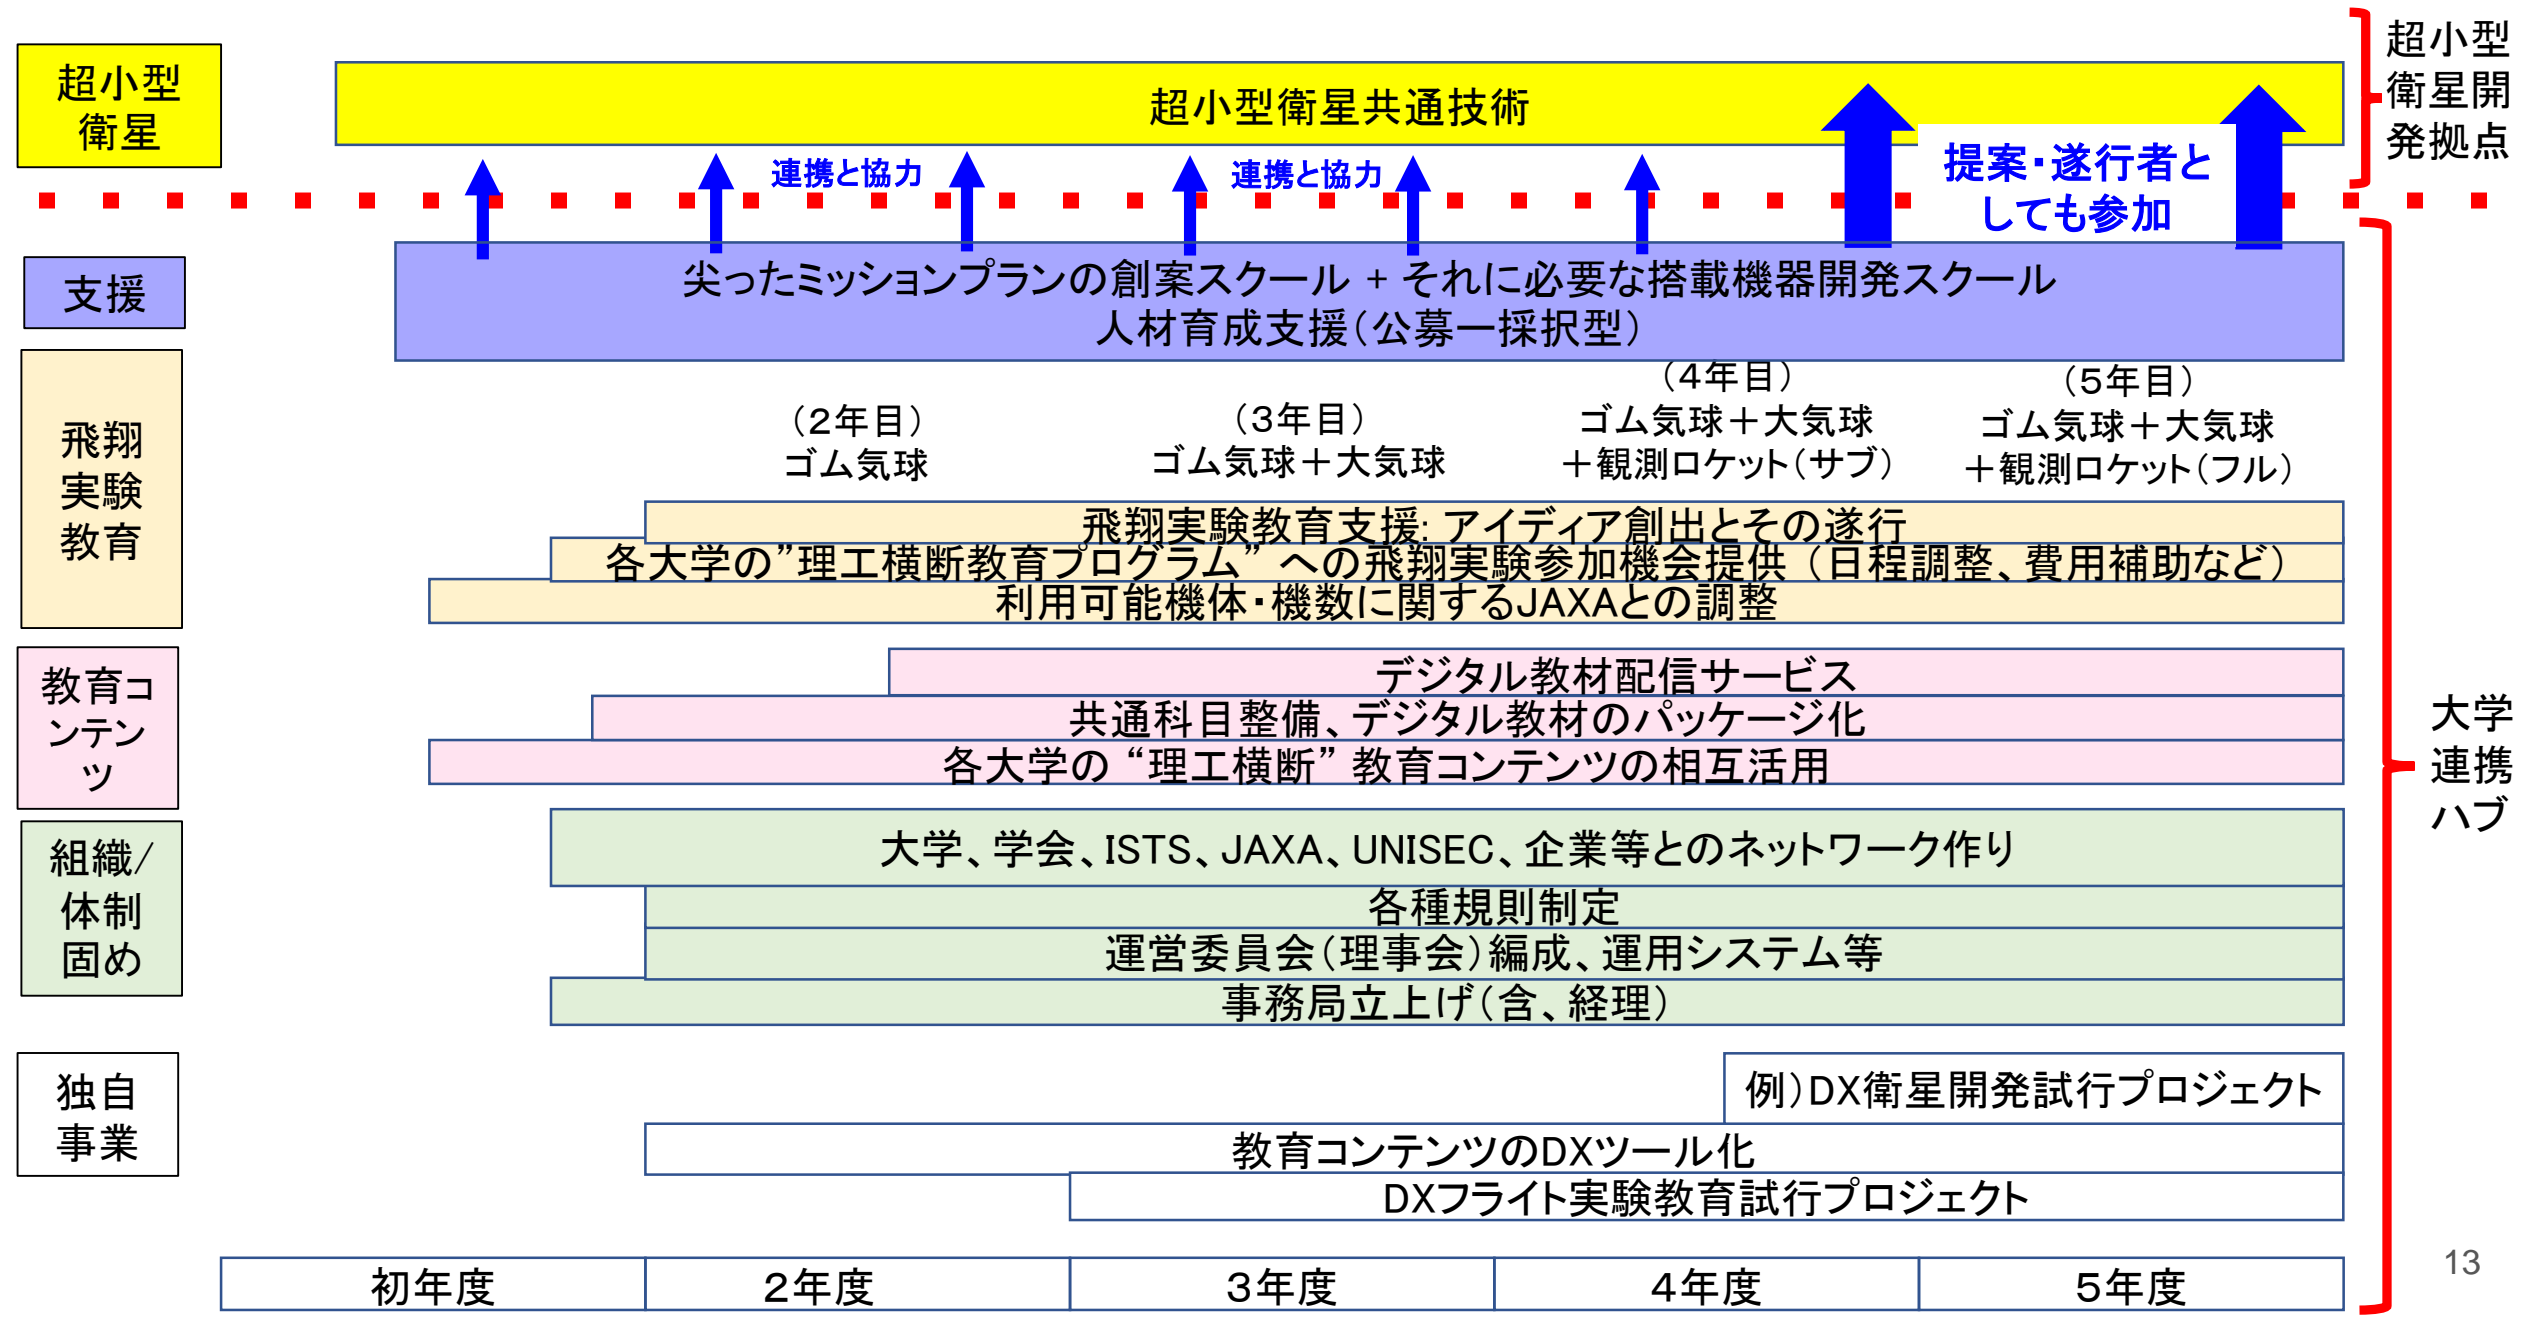 超小型
衛星
超小型衛星共通技術
超小型
衛星開
発拠点
連携と協力
連携と協力
提案・遂行者と
しても参加
支援
尖ったミッションプランの創案スクール + それに必要な搭載機器開発スクール
人材育成支援(公募ー採択型)
飛翔
実験
教育
(2年目)
ゴム気球
(3年目)
ゴム気球＋大気球
(4年目)
ゴム気球＋大気球
＋観測ロケット(サブ)
(5年目)
ゴム気球＋大気球
＋観測ロケット(フル)
飛翔実験教育支援: アイディア創出とその遂行
各大学の”理工横断教育プログラム” への飛翔実験参加機会提供 (日程調整、費用補助など)
利用可能機体・機数に関するJAXAとの調整
教育コ
ンテン
ツ
デジタル教材配信サービス
共通科目整備、デジタル教材のパッケージ化
各大学の “理工横断” 教育コンテンツの相互活用
大学
連携
ハブ
組織/
体制
固め
大学、学会、ISTS、JAXA、UNISEC、企業等とのネットワーク作り
各種規則制定
運営委員会(理事会)編成、運用システム等
事務局立上げ(含、経理)
独自
事業
例)DX衛星開発試行プロジェクト
教育コンテンツのDXツール化
DXフライト実験教育試行プロジェクト
初年度
2年度
3年度
4年度
5年度
13